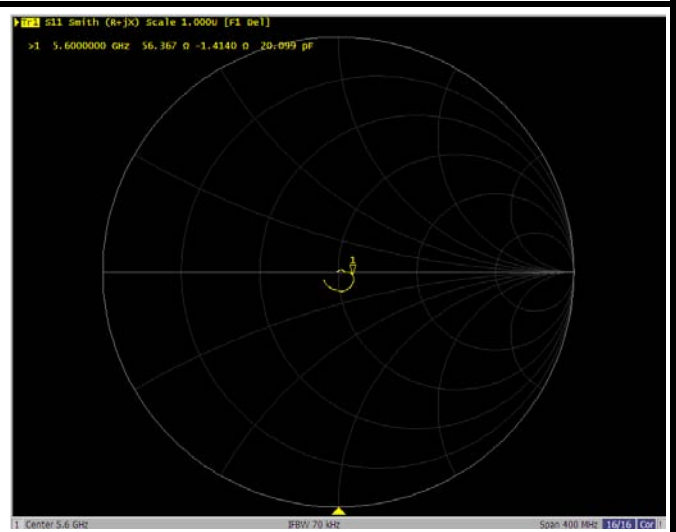 Tr1 S11 Smith (R+jX) Scale 1.000U [F1 Del]
>1 5.6000000 GHz 56.367 Ω -1.4140 Ω 20.099 pF
1
1 Center 5.6 GHz IFBW 70 kHz Span 400 MHz 16/16 Cor !